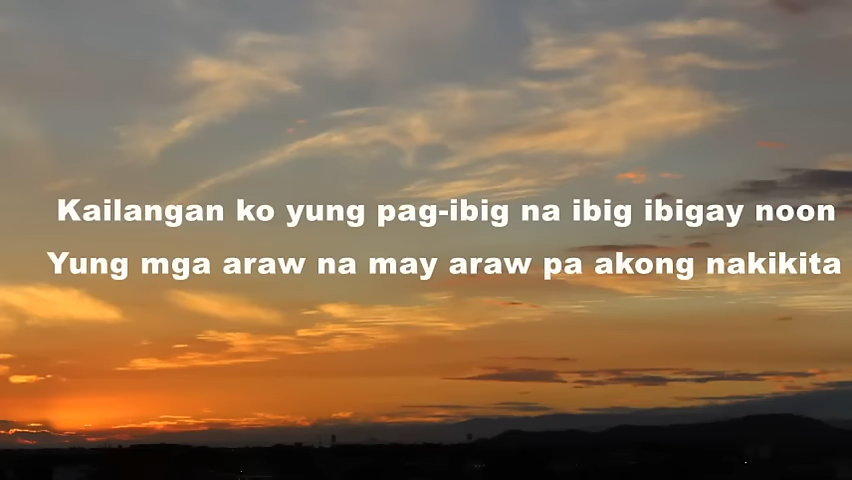 Kailangan ko yung pag-ibig na ibig ibigay noon
Yung mga araw na may araw pa akong nakikita